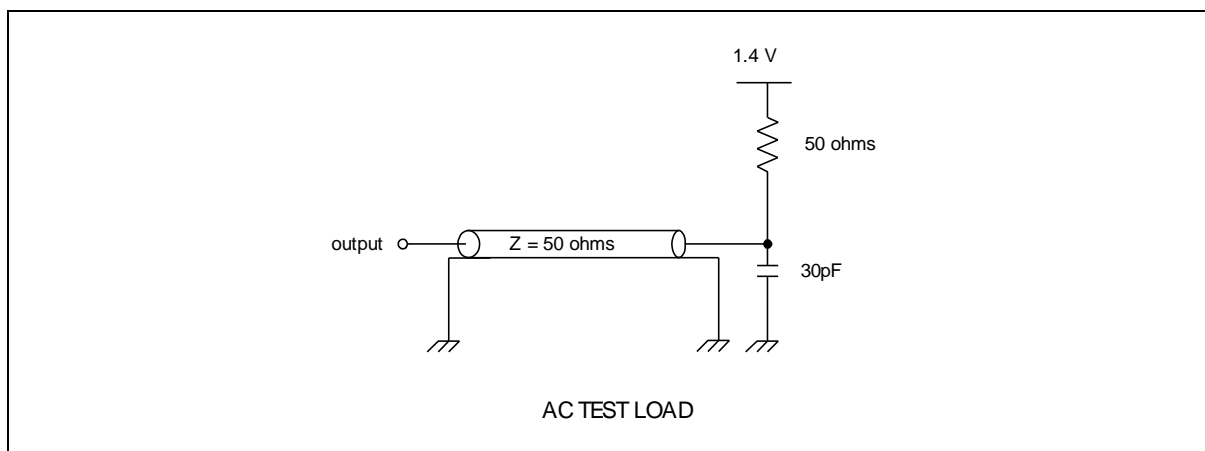 1.4 V
50 ohms
output
Z = 50 ohms
30pF
AC TEST LOAD